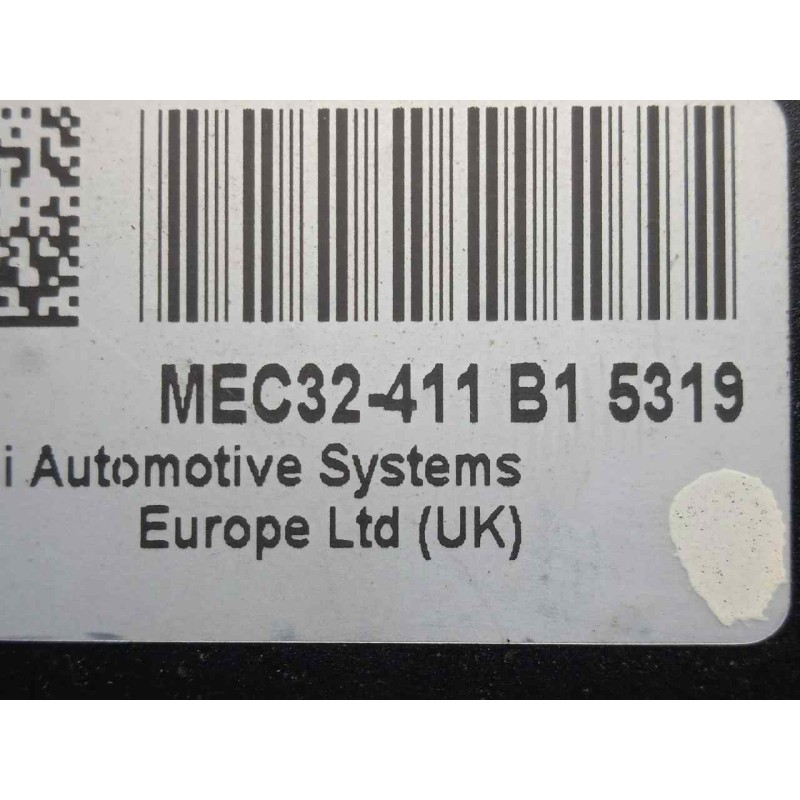 MEC32-411 B1 5319
i Automotive Systems
Europe Ltd (UK)